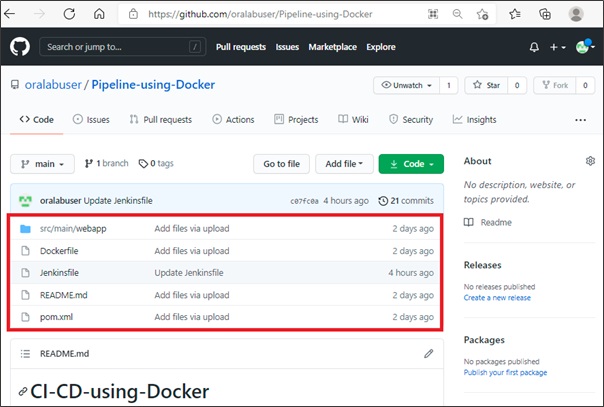 https://github.com/oralabuser/Pipeline-using-Docker
Search or jump to... / Pull requests Issues Marketplace Explore
oralabuser / Pipeline-using-Docker Unwatch 1 Star 0 Fork 0
Code Issues Pull requests Actions Projects Wiki Security Insights ...
main 1 branch 0 tags Go to file Add file Code
oralabuser Update Jenkinsfile c07fc0a 4 hours ago 21 commits
src/main/webapp Add files via upload 2 days ago
Dockerfile Add files via upload 2 days ago
Jenkinsfile Update Jenkinsfile 4 hours ago
README.md Add files via upload 2 days ago
pom.xml Add files via upload 2 days ago
README.md
CI-CD-using-Docker
About
No description, website, or
topics provided.
Readme
Releases
No releases published
Create a new release
Packages
No packages published
Publish your first package